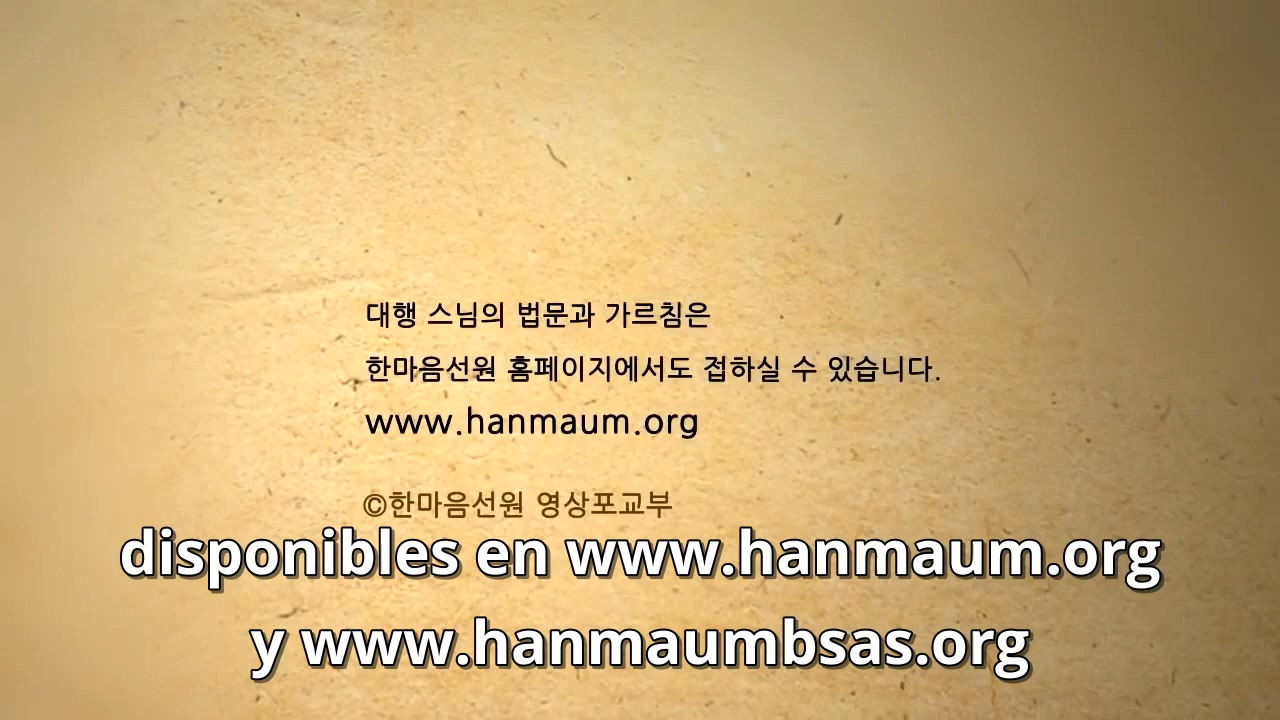 대행 스님의 법문과 가르침은
한마음선원 홈페이지에서도 접하실 수 있습니다.
www.hanmaum.org
©한마음선원 영상포교부
disponibles en www.hanmaum.org
y www.hanmaumbsas.org